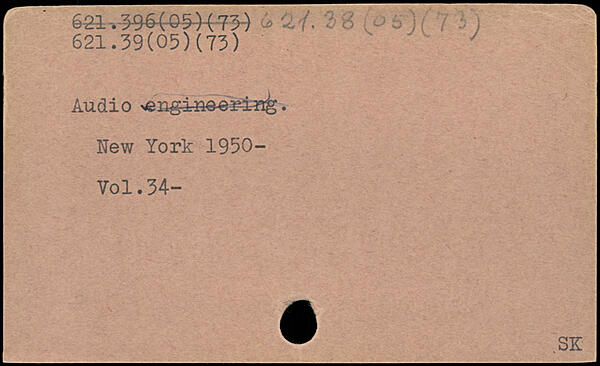 621.396(05)(73) 621.38(05)(73)
621.39(05)(73)
Audio engineering.
New York 1950-
Vol.34-
SK